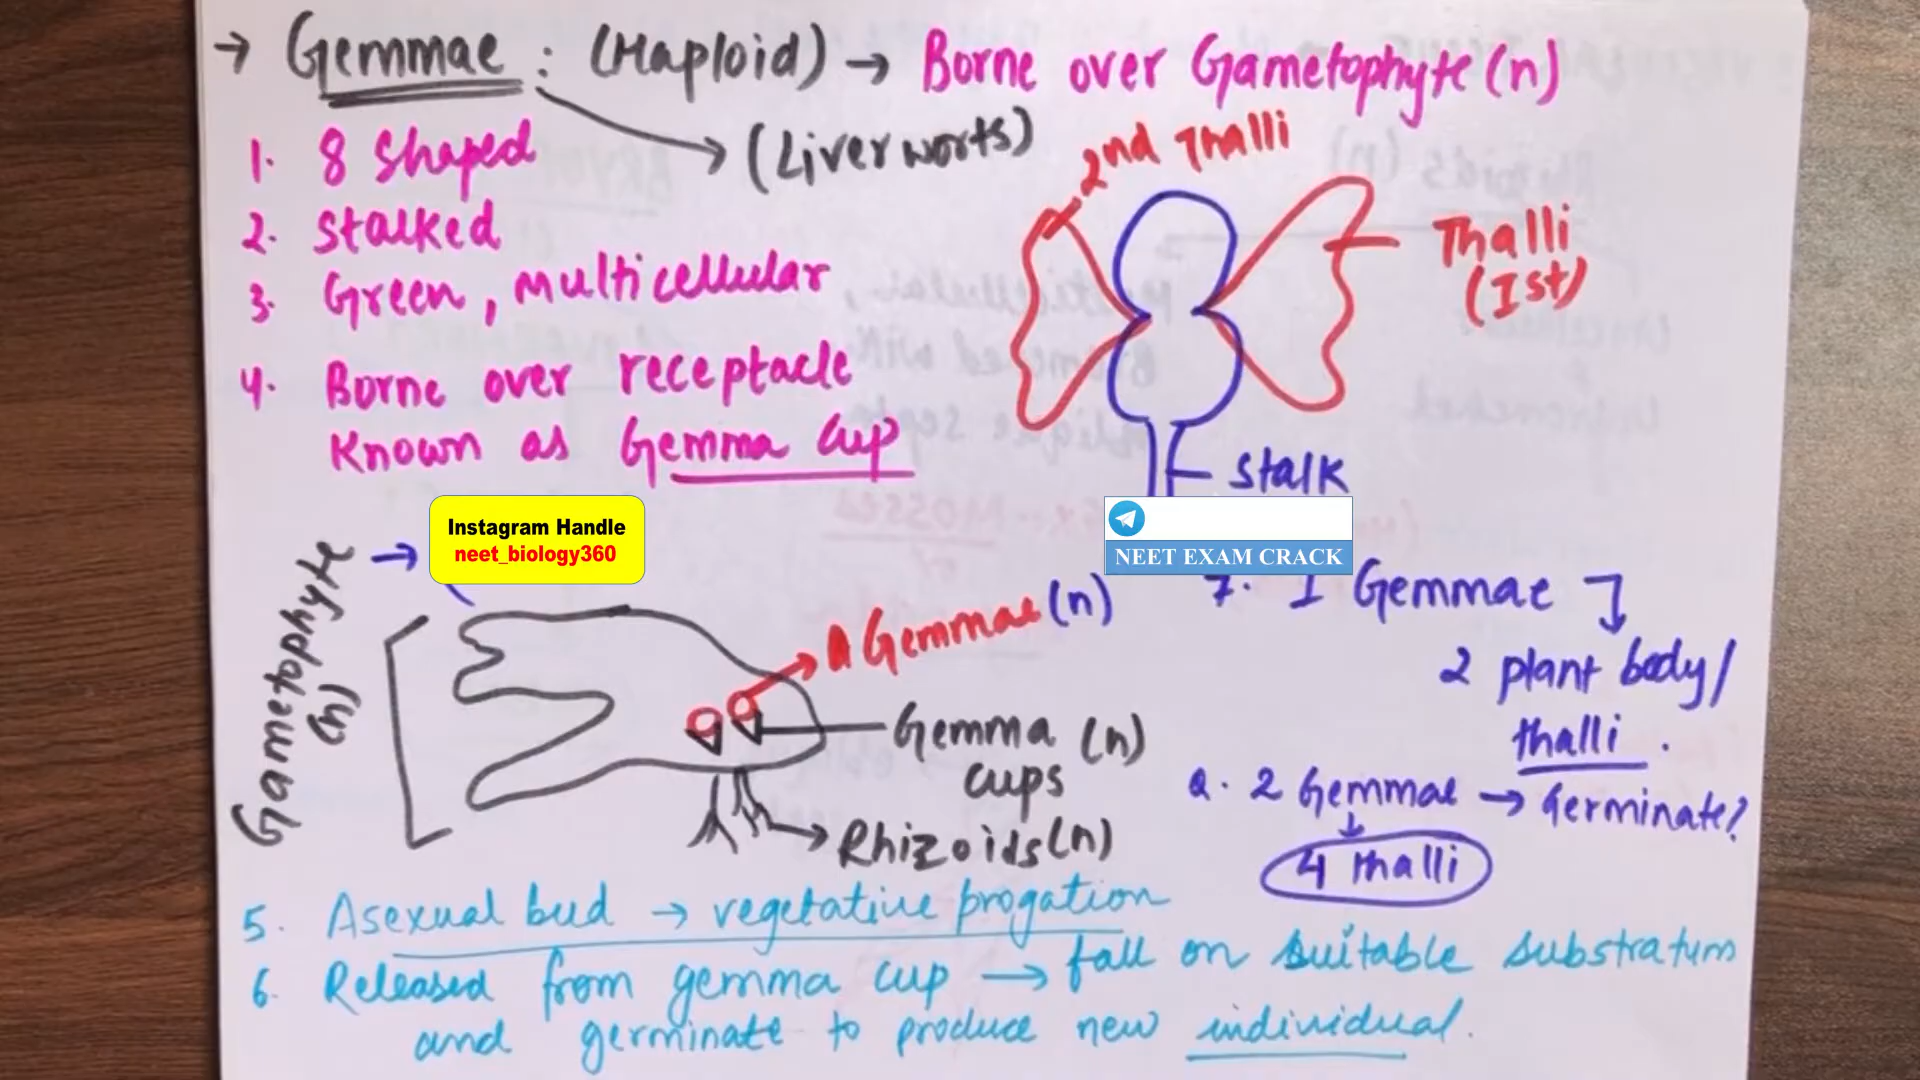 → Gemmae : (Haploid) → Borne over Gametophyte (n)
(Liverworts)
1. 8 shaped
2. stalked
3. Green, multicellular
4. Borne over receptacle
known as Gemma cup
2nd Thalli
Thalli
(Ist)
stalk
Instagram Handle
neet_biology360
NEET EXAM CRACK
Gametophyte
(n)
Gemmae (n)
Gemma (n)
cups
Rhizoids (n)
7. 1 Gemmae
2 plant body/
thalli.
Q. 2 Gemmae → Germinate?
4 thalli
5. Asexual bud → vegetative progation
6. Released from gemma cup → fall on suitable substratum
and germinate to produce new individual.